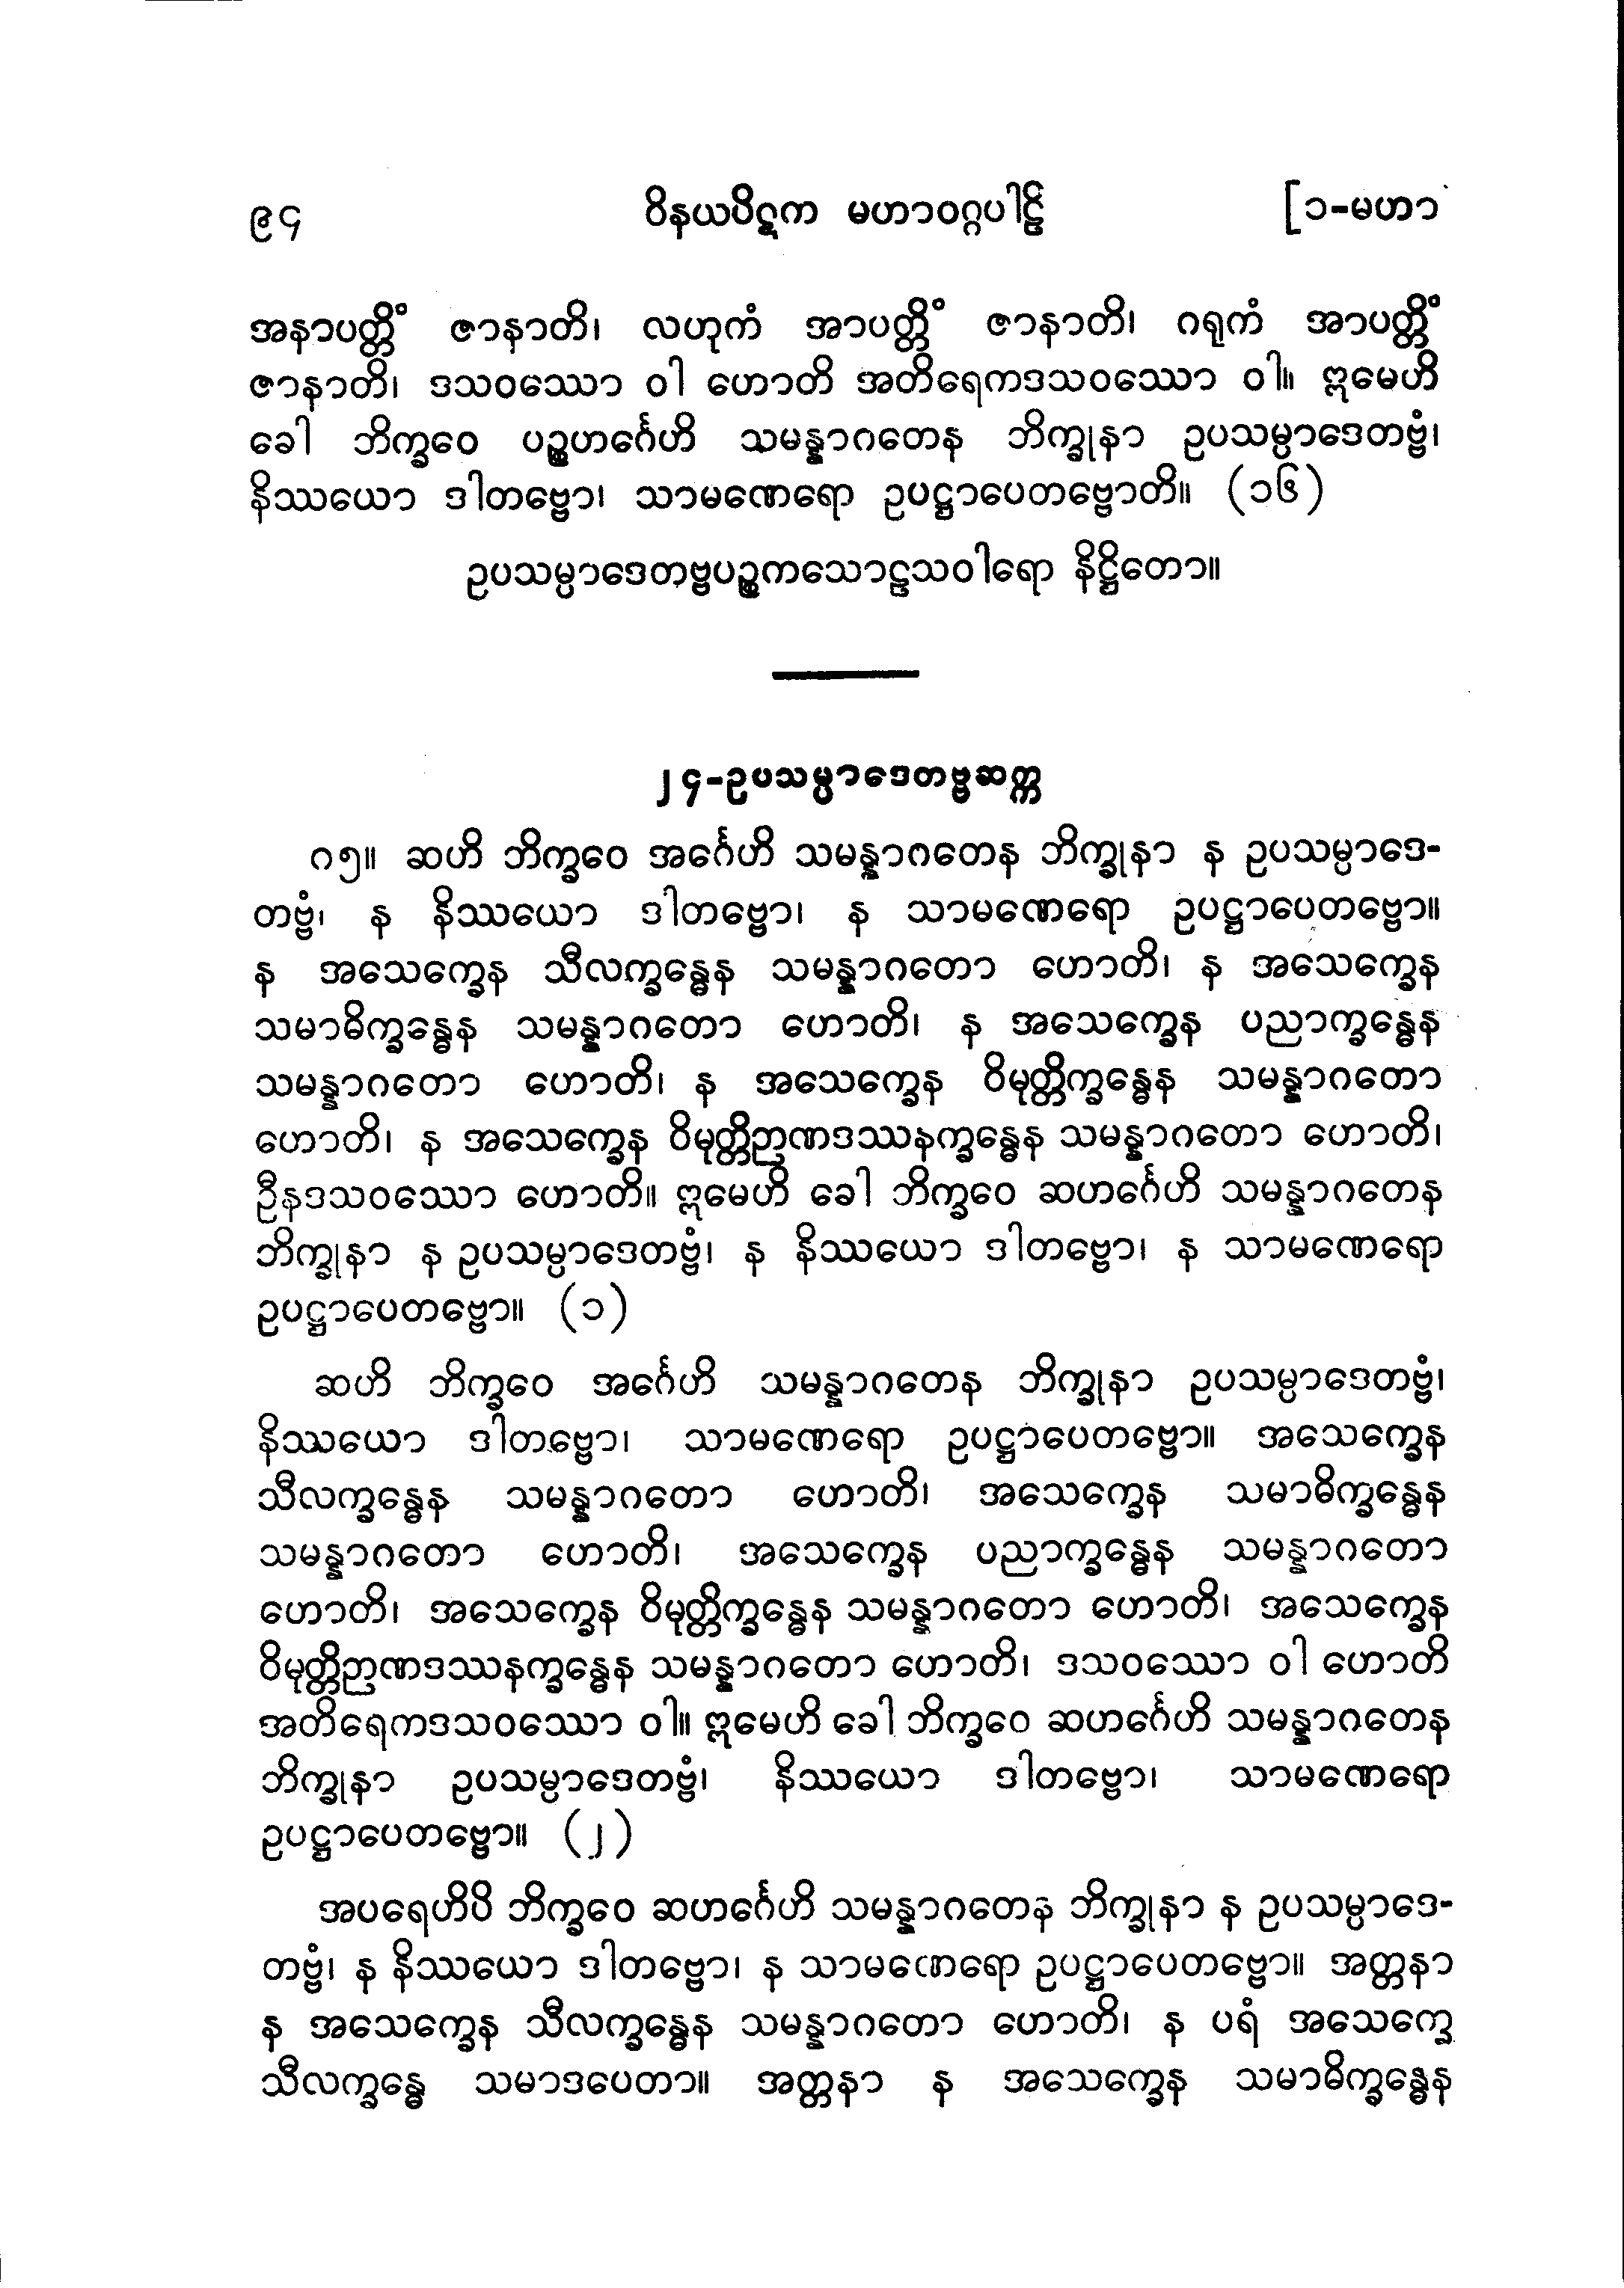 ၉၄ ဝိနယပိဋက မဟာဝဂ္ဂပါဠိ [၁-မဟာ
အနာပတ္တိံ ဇာနာတိ၊ လဟုကံ အာပတ္တိံ ဇာနာတိ၊ ဂရုကံ အာပတ္တိံ
ဇာနာတိ၊ ဒသဝဿော ဝါ ဟောတိ အတိရေကဒသဝဿော ဝါ။ ဣမေဟိ
ခေါ ဘိက္ခဝေ ပဉ္စဟင်္ဂေဟိ သမန္နာဂတေန ဘိက္ခုနာ ဥပသမ္ပာဒေတဗ္ဗံ၊
နိဿယော ဒါတဗ္ဗော၊ သာမဏေရော ဥပဋ္ဌာပေတဗ္ဗောတိ။ (၁၆)
ဥပသမ္ပာဒေတဗ္ဗပဉ္စကသောဠသဝါရော နိဋ္ဌိတော။
၂၄-ဥပသမ္ပာဒေတဗ္ဗဆက္က
ဂ၅။ ဆဟိ ဘိက္ခဝေ အင်္ဂေဟိ သမန္နာဂတေန ဘိက္ခုနာ န ဥပသမ္ပာဒေ-
တဗ္ဗံ၊ န နိဿယော ဒါတဗ္ဗော၊ န သာမဏေရော ဥပဋ္ဌာပေတဗ္ဗော။
န အသေက္ခေန သီလက္ခန္ဓေန သမန္နာဂတော ဟောတိ၊ န အသေက္ခေန
သမာဓိက္ခန္ဓေန သမန္နာဂတော ဟောတိ၊ န အသေက္ခေန ပညာက္ခန္ဓေန
သမန္နာဂတော ဟောတိ၊ န အသေက္ခေန ဝိမုတ္တိက္ခန္ဓေန သမန္နာဂတော
ဟောတိ၊ န အသေက္ခေန ဝိမုတ္တိဉာဏဒဿနက္ခန္ဓေန သမန္နာဂတော ဟောတိ၊
ဦနဒသဝဿော ဟောတိ။ ဣမေဟိ ခေါ ဘိက္ခဝေ ဆဟင်္ဂေဟိ သမန္နာဂတေန
ဘိက္ခုနာ န ဥပသမ္ပာဒေတဗ္ဗံ၊ န နိဿယော ဒါတဗ္ဗော၊ န သာမဏေရော
ဥပဋ္ဌာပေတဗ္ဗော။ (၁)
ဆဟိ ဘိက္ခဝေ အင်္ဂေဟိ သမန္နာဂတေန ဘိက္ခုနာ ဥပသမ္ပာဒေတဗ္ဗံ၊
နိဿယော ဒါတဗ္ဗော၊ သာမဏေရော ဥပဋ္ဌာပေတဗ္ဗော။ အသေက္ခေန
သီလက္ခန္ဓေန သမန္နာဂတော ဟောတိ၊ အသေက္ခေန သမာဓိက္ခန္ဓေန
သမန္နာဂတော ဟောတိ၊ အသေက္ခေန ပညာက္ခန္ဓေန သမန္နာဂတော
ဟောတိ၊ အသေက္ခေန ဝိမုတ္တိက္ခန္ဓေန သမန္နာဂတော ဟောတိ၊ အသေက္ခေန
ဝိမုတ္တိဉာဏဒဿနက္ခန္ဓေန သမန္နာဂတော ဟောတိ၊ ဒသဝဿော ဝါ ဟောတိ
အတိရေကဒသဝဿော ဝါ။ ဣမေဟိ ခေါ ဘိက္ခဝေ ဆဟင်္ဂေဟိ သမန္နာဂတေန
ဘိက္ခုနာ ဥပသမ္ပာဒေတဗ္ဗံ၊ နိဿယော ဒါတဗ္ဗော၊ သာမဏေရော
ဥပဋ္ဌာပေတဗ္ဗော။ (၂)
အပရေဟိပိ ဘိက္ခဝေ ဆဟင်္ဂေဟိ သမန္နာဂတေန ဘိက္ခုနာ န ဥပသမ္ပာဒေ-
တဗ္ဗံ၊ န နိဿယော ဒါတဗ္ဗော၊ န သာမဏေရော ဥပဋ္ဌာပေတဗ္ဗော။ အတ္တနာ
န အသေက္ခေန သီလက္ခန္ဓေန သမန္နာဂတော ဟောတိ၊ န ပရံ အသေက္ခေ
သီလက္ခန္ဓေ သမာဒပေတာ။ အတ္တနာ န အသေက္ခေန သမာဓိက္ခန္ဓေန